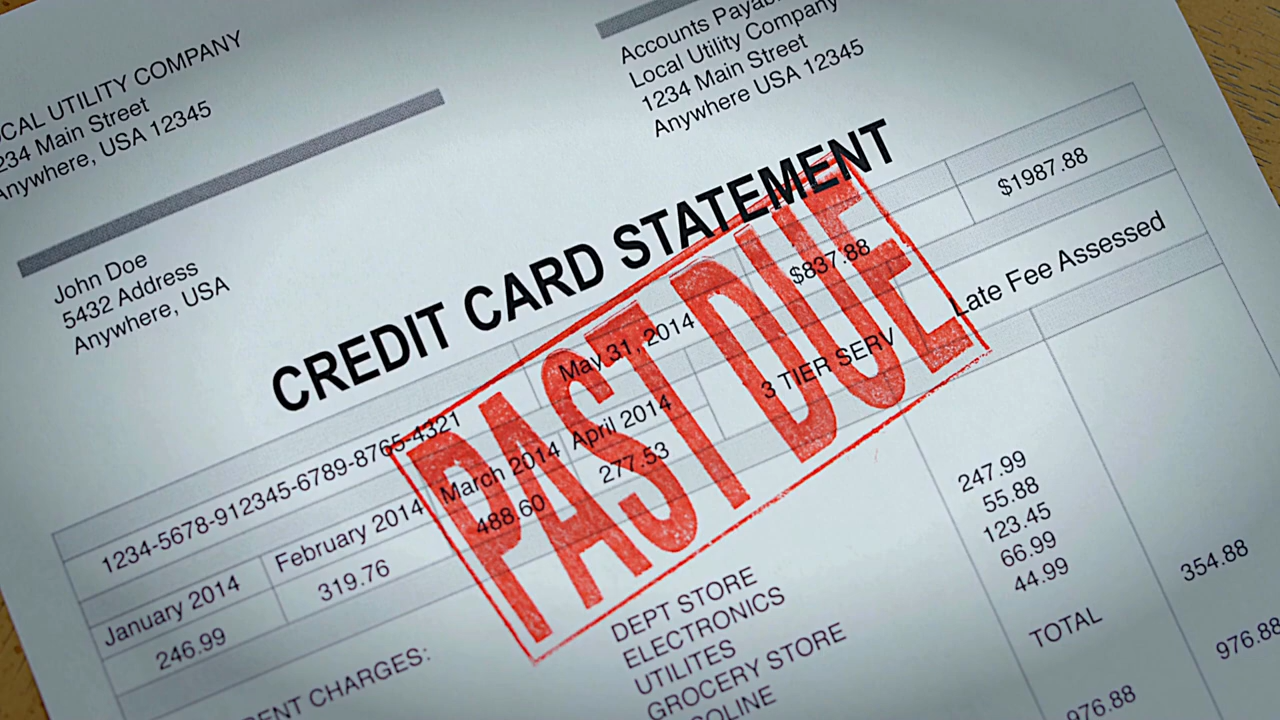 OCAL UTILITY COMPANY
234 Main Street
Anywhere, USA 12345
Accounts Payab
Local Utility Company
1234 Main Street
Anywhere USA 12345
John Doe
5432 Address
Anywhere, USA
CREDIT CARD STATEMENT
PAST DUE
1234-5678-912345-6789-8765-4321
May 31, 2014
$837.88
$1987.88
January 2014
February 2014
March 2014
April 2014
3 TIER SERV
Late Fee Assessed
246.99
319.76
488.60
277.53
ENT CHARGES:
DEPT STORE
247.99
ELECTRONICS
55.88
UTILITES
123.45
GROCERY STORE
66.99
OLINE
44.99
354.88
TOTAL
976.88
976.88